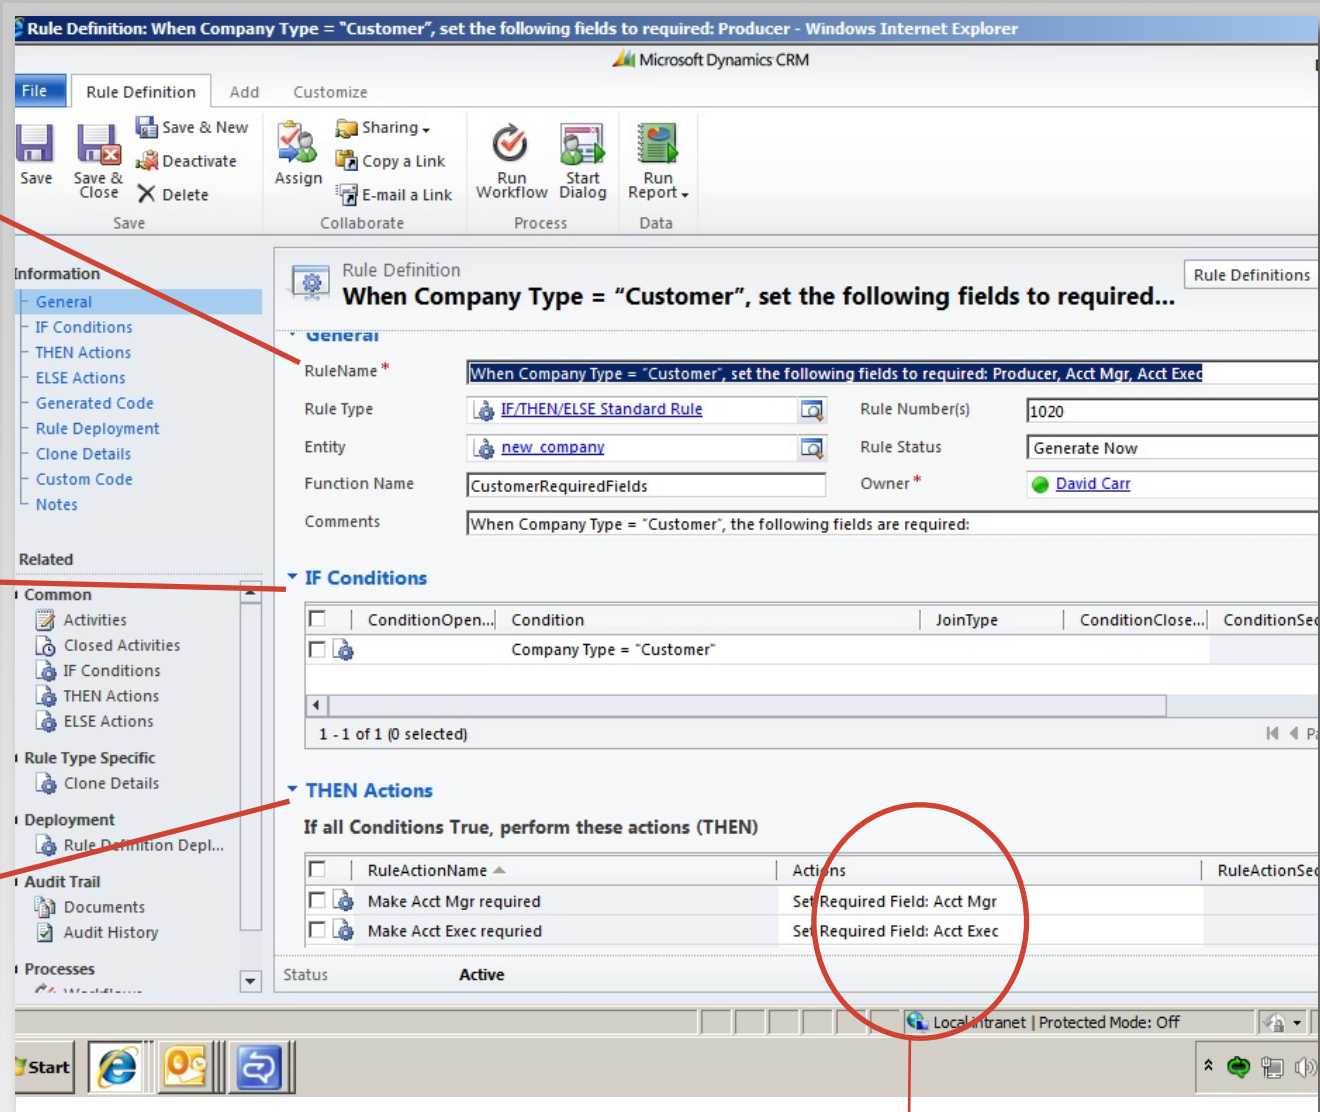 Rule Definition: When Company Type = "Customer", set the following fields to required: Producer - Windows Internet Explorer
Microsoft Dynamics CRM
File Rule Definition Add Customize
Save
Save & Close
Save & New
Deactivate
Delete
Save
Assign
Sharing
Copy a Link
E-mail a Link
Collaborate
Run Workflow
Start Dialog
Process
Run Report
Data
Information
General
IF Conditions
THEN Actions
ELSE Actions
Generated Code
Rule Deployment
Clone Details
Custom Code
Notes
Related
Common
Activities
Closed Activities
IF Conditions
THEN Actions
ELSE Actions
Rule Type Specific
Clone Details
Deployment
Rule Definition Depl...
Audit Trail
Documents
Audit History
Processes
Workflows
Rule Definition
When Company Type = "Customer", set the following fields to required...
Rule Definitions
General
RuleName * When Company Type = "Customer", set the following fields to required: Producer, Acct Mgr, Acct Exec
Rule Type IF/THEN/ELSE Standard Rule Rule Number(s) 1020
Entity new_company Rule Status Generate Now
Function Name CustomerRequiredFields Owner * David Carr
Comments When Company Type = "Customer", the following fields are required:
IF Conditions
ConditionOpen... Condition JoinType ConditionClose... ConditionSec
Company Type = "Customer"
1 - 1 of 1 (0 selected)
THEN Actions
If all Conditions True, perform these actions (THEN)
RuleActionName Actions RuleActionSec
Make Acct Mgr required Set Required Field: Acct Mgr
Make Acct Exec requried Set Required Field: Acct Exec
Status Active
Local intranet | Protected Mode: Off
Start